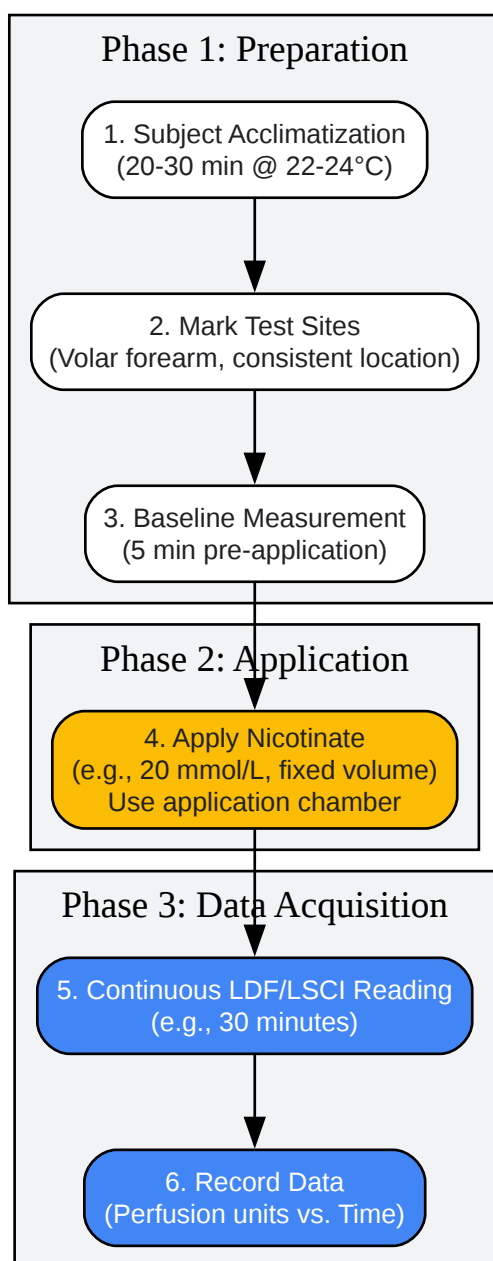 Phase 1: Preparation
1. Subject Acclimatization
(20-30 min @ 22-24°C)
2. Mark Test Sites
(Volar forearm, consistent location)
3. Baseline Measurement
(5 min pre-application)
Phase 2: Application
4. Apply Nicotinate
(e.g., 20 mmol/L, fixed volume)
Use application chamber
Phase 3: Data Acquisition
5. Continuous LDF/LSCI Reading
(e.g., 30 minutes)
6. Record Data
(Perfusion units vs. Time)